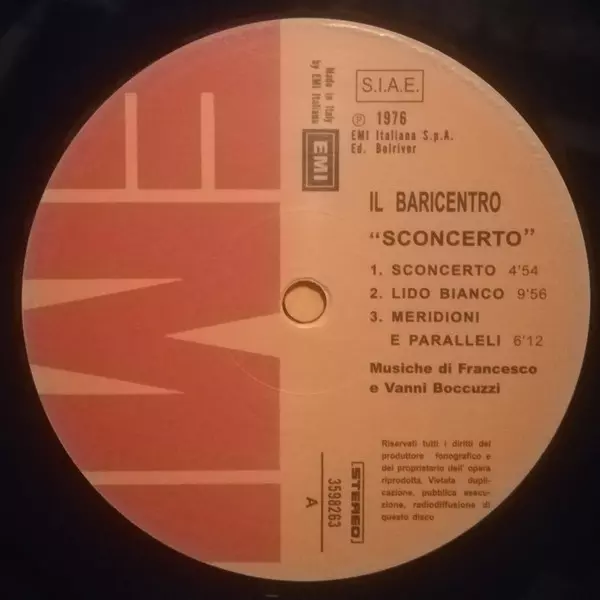 EMI
Made in Italy
by EMI Italiana
EMI
S.I.A.E.
℗ 1976
EMI Italiana S.p.A.
Ed. Belriver
IL BARICENTRO
“SCONCERTO”
1. SCONCERTO 4'54
2. LIDO BIANCO 9'56
3. MERIDIONI
E PARALLELI 6'12
Musiche di Francesco
e Vanni Boccuzzi
Riservati tutti i diritti del
produttore fonografico e
dei proprietario dell' opera
riprodotta. Vietata dupli-
cazione, pubblica esecu-
zione, radiodiffusione di
questo disco
STEREO
3598263
A